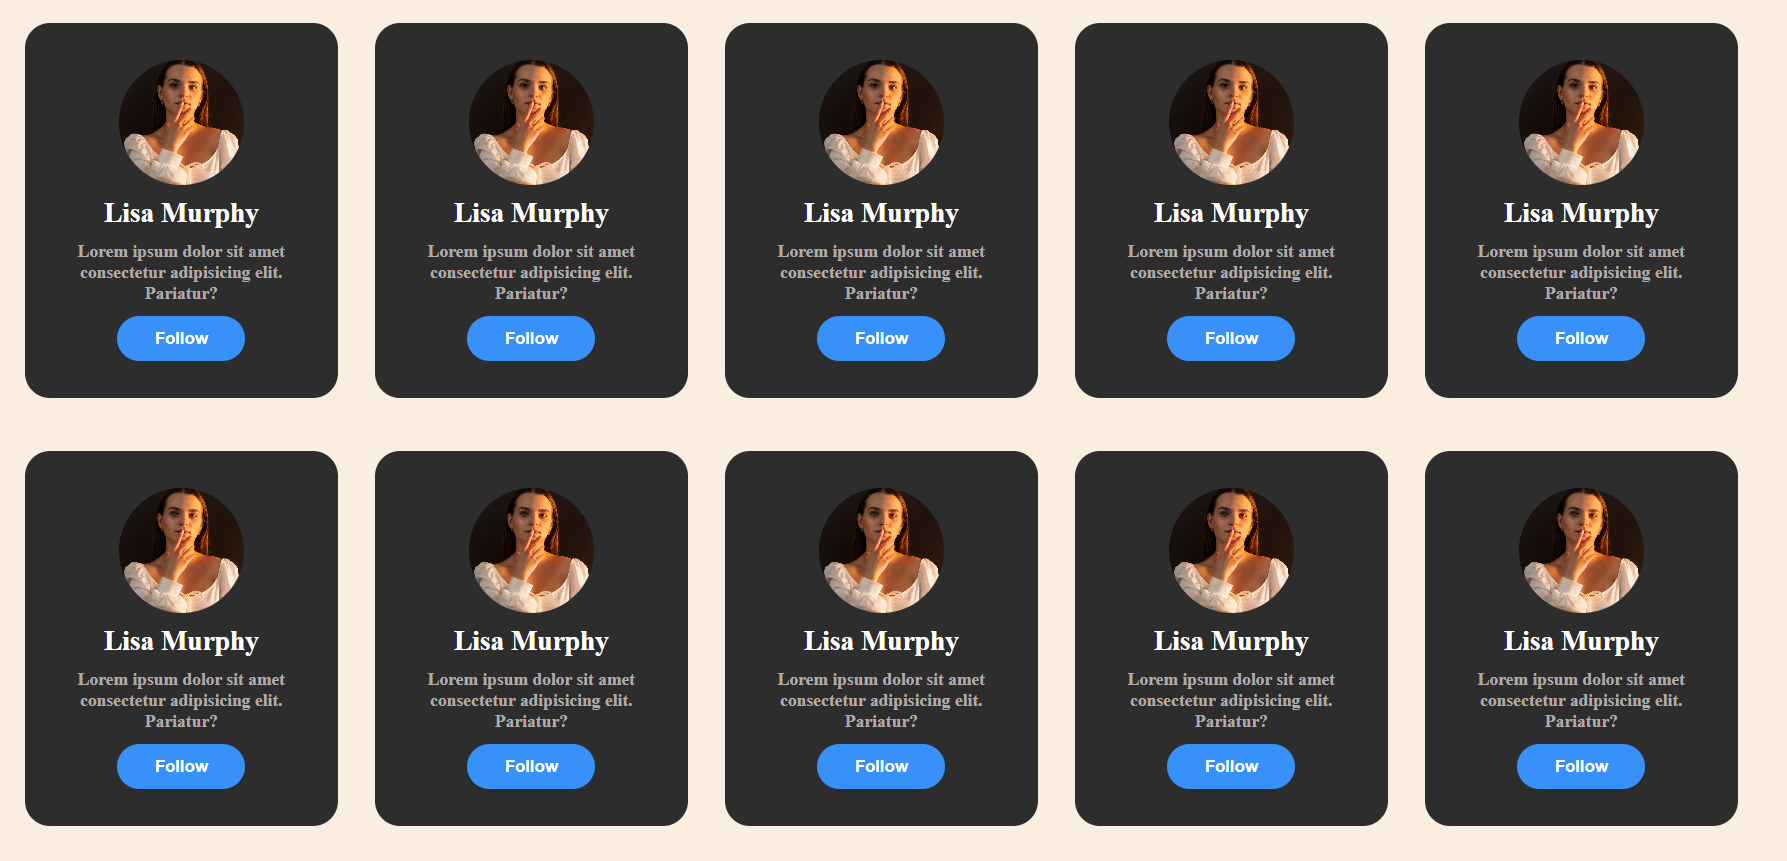 Lisa Murphy
Lorem ipsum dolor sit amet
consectetur adipisicing elit.
Pariatur?
Follow
Lisa Murphy
Lorem ipsum dolor sit amet
consectetur adipisicing elit.
Pariatur?
Follow
Lisa Murphy
Lorem ipsum dolor sit amet
consectetur adipisicing elit.
Pariatur?
Follow
Lisa Murphy
Lorem ipsum dolor sit amet
consectetur adipisicing elit.
Pariatur?
Follow
Lisa Murphy
Lorem ipsum dolor sit amet
consectetur adipisicing elit.
Pariatur?
Follow
Lisa Murphy
Lorem ipsum dolor sit amet
consectetur adipisicing elit.
Pariatur?
Follow
Lisa Murphy
Lorem ipsum dolor sit amet
consectetur adipisicing elit.
Pariatur?
Follow
Lisa Murphy
Lorem ipsum dolor sit amet
consectetur adipisicing elit.
Pariatur?
Follow
Lisa Murphy
Lorem ipsum dolor sit amet
consectetur adipisicing elit.
Pariatur?
Follow
Lisa Murphy
Lorem ipsum dolor sit amet
consectetur adipisicing elit.
Pariatur?
Follow